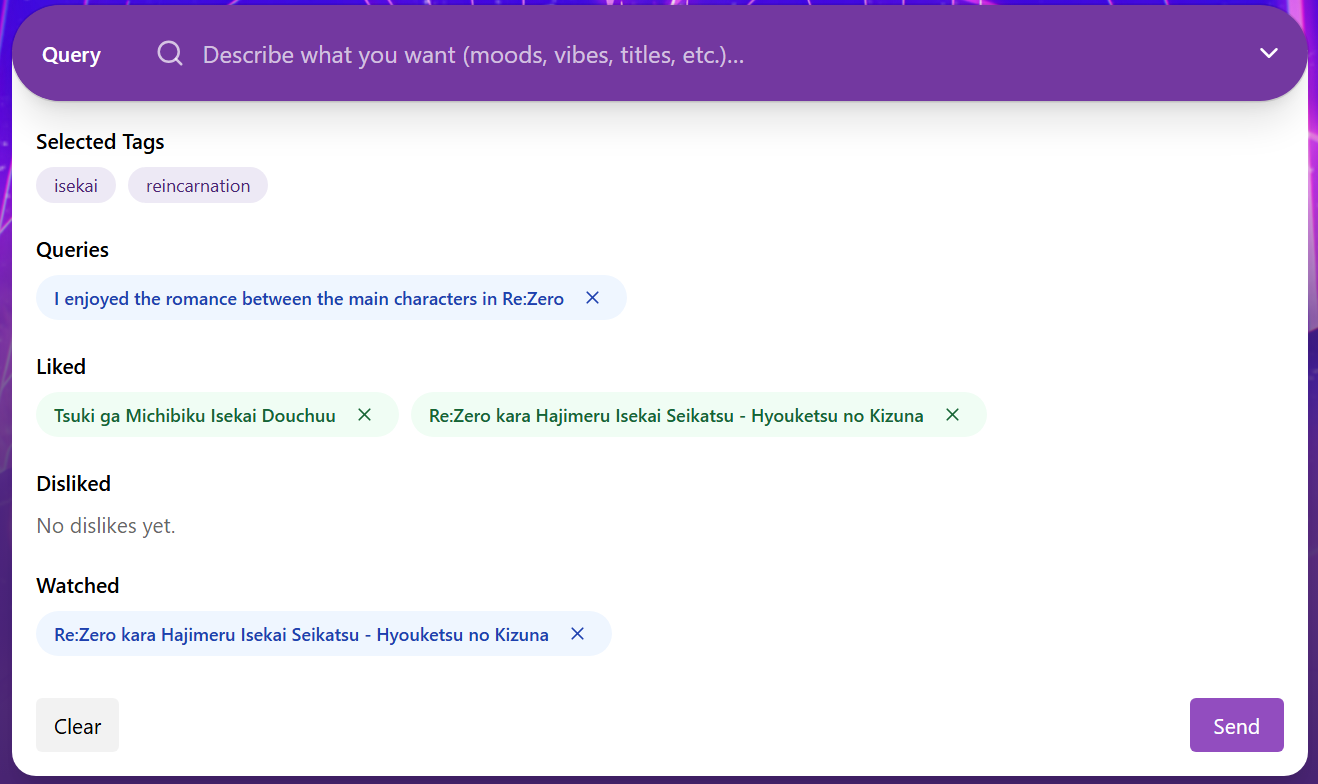 Query Describe what you want (moods, vibes, titles, etc.)...
Selected Tags
isekai reincarnation
Queries
I enjoyed the romance between the main characters in Re:Zero
Liked
Tsuki ga Michibiku Isekai Douchuu Re:Zero kara Hajimeru Isekai Seikatsu - Hyouketsu no Kizuna
Disliked
No dislikes yet.
Watched
Re:Zero kara Hajimeru Isekai Seikatsu - Hyouketsu no Kizuna
Clear Send